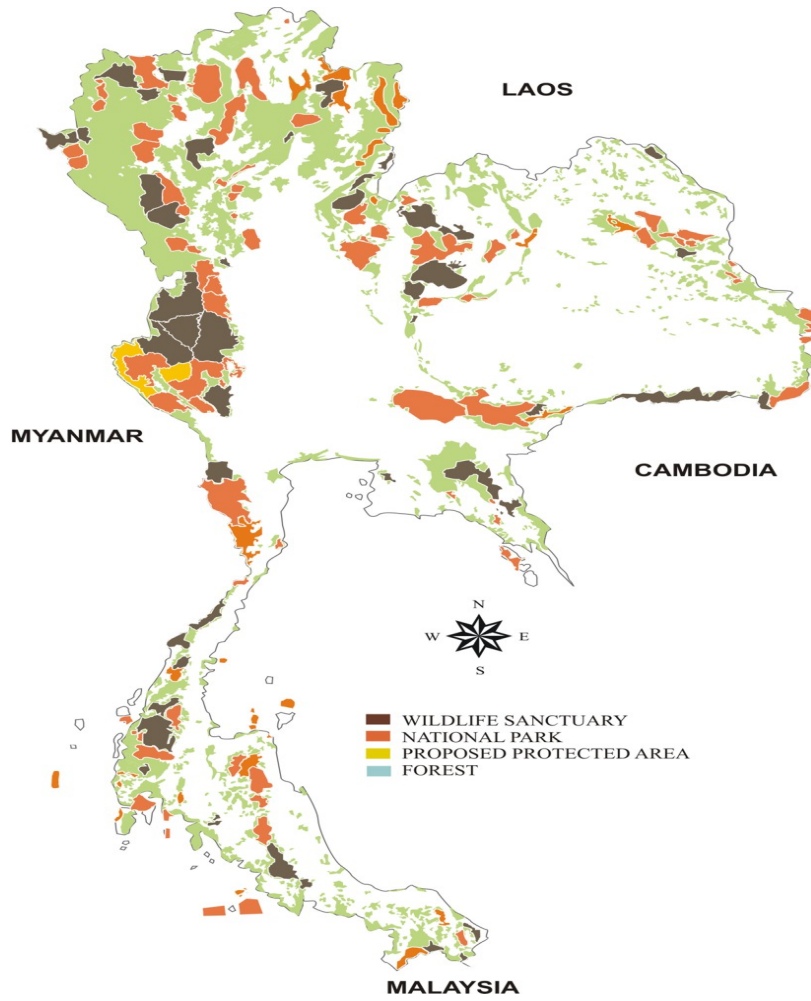 LAOS
MYANMAR
CAMBODIA
N
W E
S
WILDLIFE SANCTUARY
NATIONAL PARK
PROPOSED PROTECTED AREA
FOREST
MALAYSIA